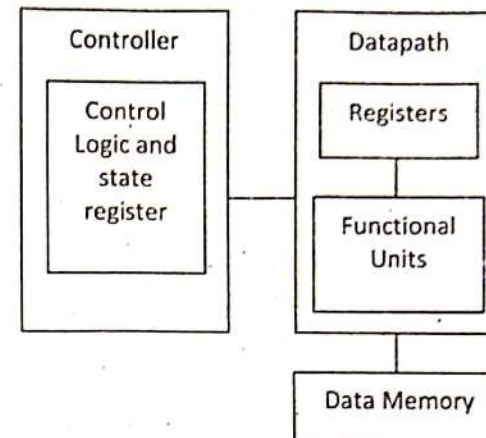 Controller
Control
Logic and
state
register
Datapath
Registers
Functional
Units
Data Memory